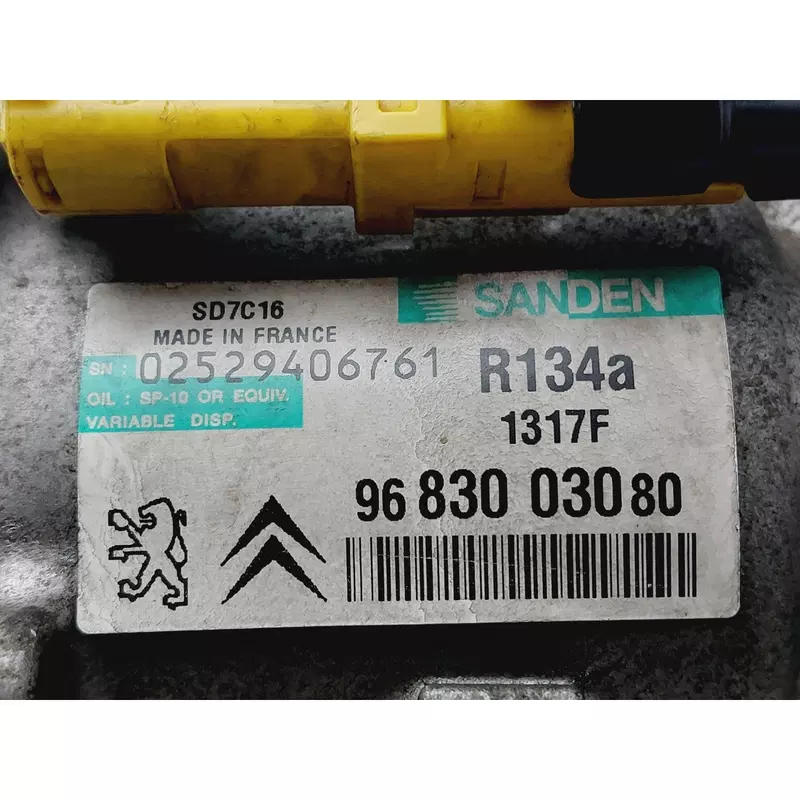 SANDEN
SD7C16
MADE IN FRANCE
SN : 02529406761
R134a
OIL : SP-10 OR EQUIV.
VARIABLE DISP.
1317F
96 830 030 80